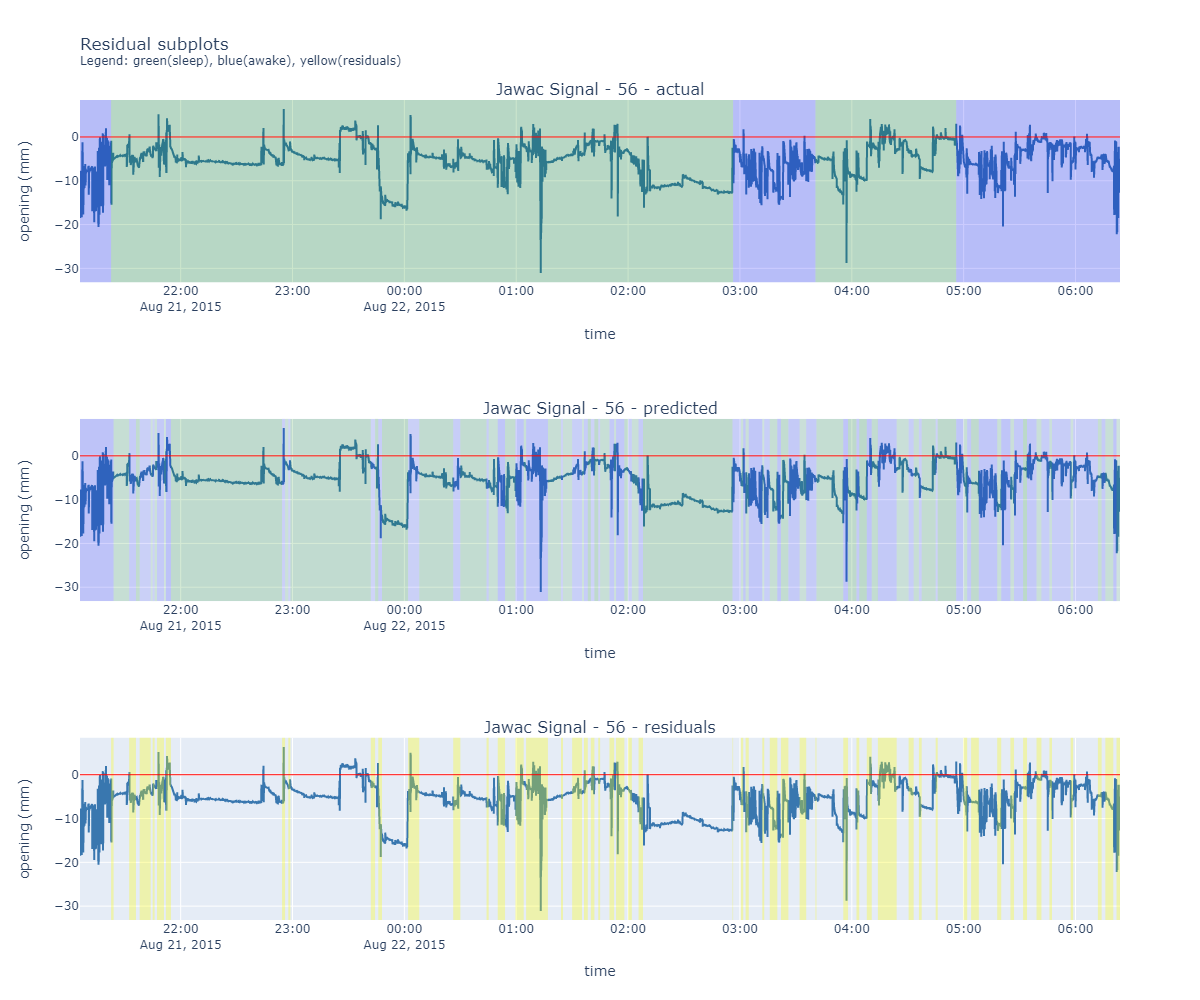 Residual subplots
Legend: green(sleep), blue(awake), yellow(residuals)
Jawac Signal - 56 - actual
opening (mm)
0
−10
−20
−30
22:00 23:00 00:00 01:00 02:00 03:00 04:00 05:00 06:00
Aug 21, 2015 Aug 22, 2015
time
Jawac Signal - 56 - predicted
opening (mm)
0
−10
−20
−30
22:00 23:00 00:00 01:00 02:00 03:00 04:00 05:00 06:00
Aug 21, 2015 Aug 22, 2015
time
Jawac Signal - 56 - residuals
opening (mm)
0
−10
−20
−30
22:00 23:00 00:00 01:00 02:00 03:00 04:00 05:00 06:00
Aug 21, 2015 Aug 22, 2015
time